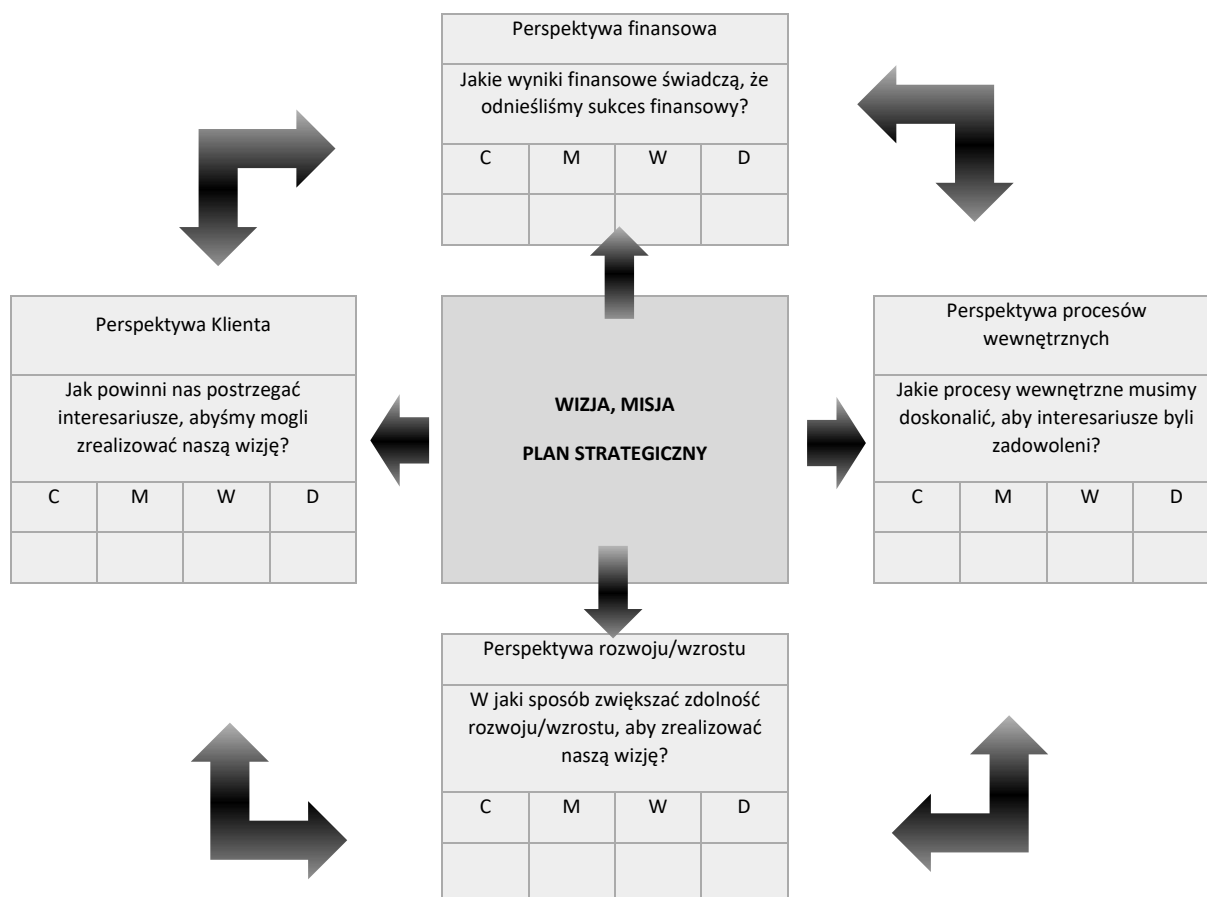 Perspektywa finansowa
Jakie wyniki finansowe świadczą, że
odnieśliśmy sukces finansowy?
C M W D
Perspektywa Klienta
Jak powinni nas postrzegać
interesariusze, abyśmy mogli
zrealizować naszą wizję?
C M W D
WIZJA, MISJA
PLAN STRATEGICZNY
Perspektywa procesów
wewnętrznych
Jakie procesy wewnętrzne musimy
doskonalić, aby interesariusze byli
zadowoleni?
C M W D
Perspektywa rozwoju/wzrostu
W jaki sposób zwiększać zdolność
rozwoju/wzrostu, aby zrealizować
naszą wizję?
C M W D